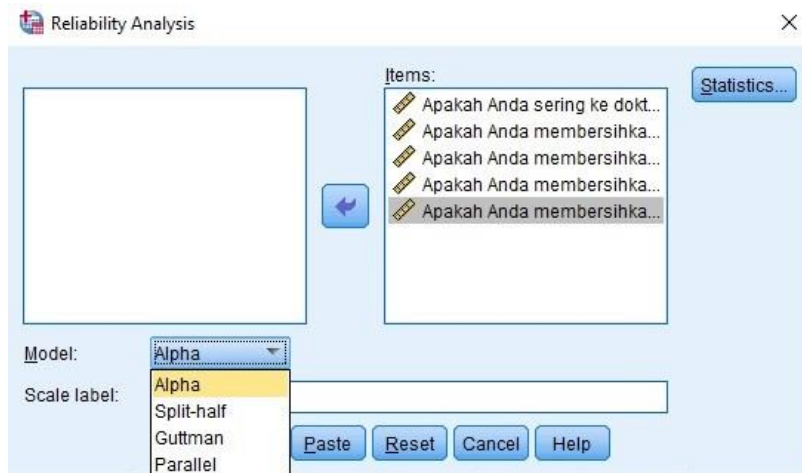 Reliability Analysis
Items:
Statistics...
Apakah Anda sering ke dokt...
Apakah Anda membersihka...
Apakah Anda membersihka...
Apakah Anda membersihka...
Apakah Anda membersihka...
Model:
Alpha
Alpha
Split-half
Guttman
Parallel
Scale label:
Paste
Reset
Cancel
Help